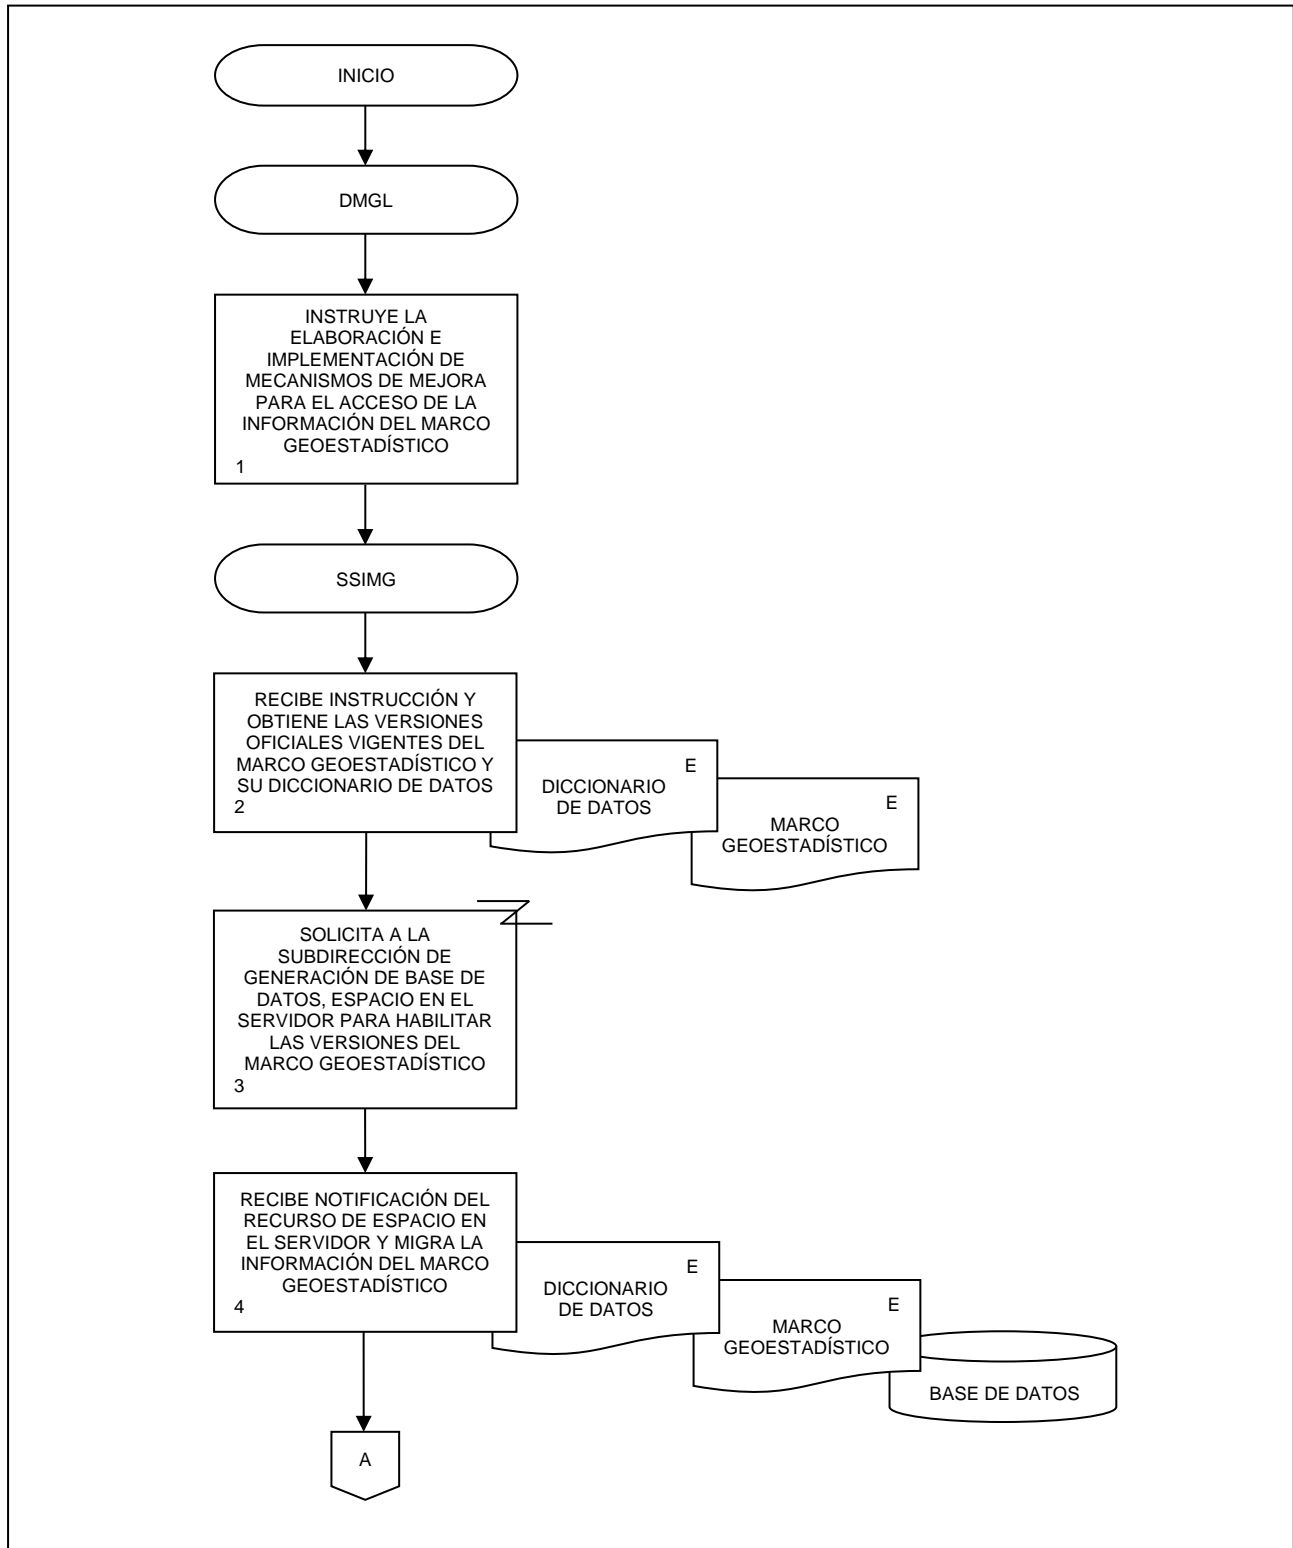 INICIO
DMGL
INSTRUYE LA
ELABORACIÓN E
IMPLEMENTACIÓN DE
MECANISMOS DE MEJORA
PARA EL ACCESO DE LA
INFORMACIÓN DEL MARCO
GEOESTADÍSTICO
1
SSIMG
RECIBE INSTRUCCIÓN Y
OBTIENE LAS VERSIONES
OFICIALES VIGENTES DEL
MARCO GEOESTADÍSTICO Y
SU DICCIONARIO DE DATOS
2
E
DICCIONARIO
DE DATOS
E
MARCO
GEOESTADÍSTICO
SOLICITA A LA
SUBDIRECCIÓN DE
GENERACIÓN DE BASE DE
DATOS, ESPACIO EN EL
SERVIDOR PARA HABILITAR
LAS VERSIONES DEL
MARCO GEOESTADÍSTICO
3
RECIBE NOTIFICACIÓN DEL
RECURSO DE ESPACIO EN
EL SERVIDOR Y MIGRA LA
INFORMACIÓN DEL MARCO
GEOESTADÍSTICO
4
E
DICCIONARIO
DE DATOS
E
MARCO
GEOESTADÍSTICO
BASE DE DATOS
A